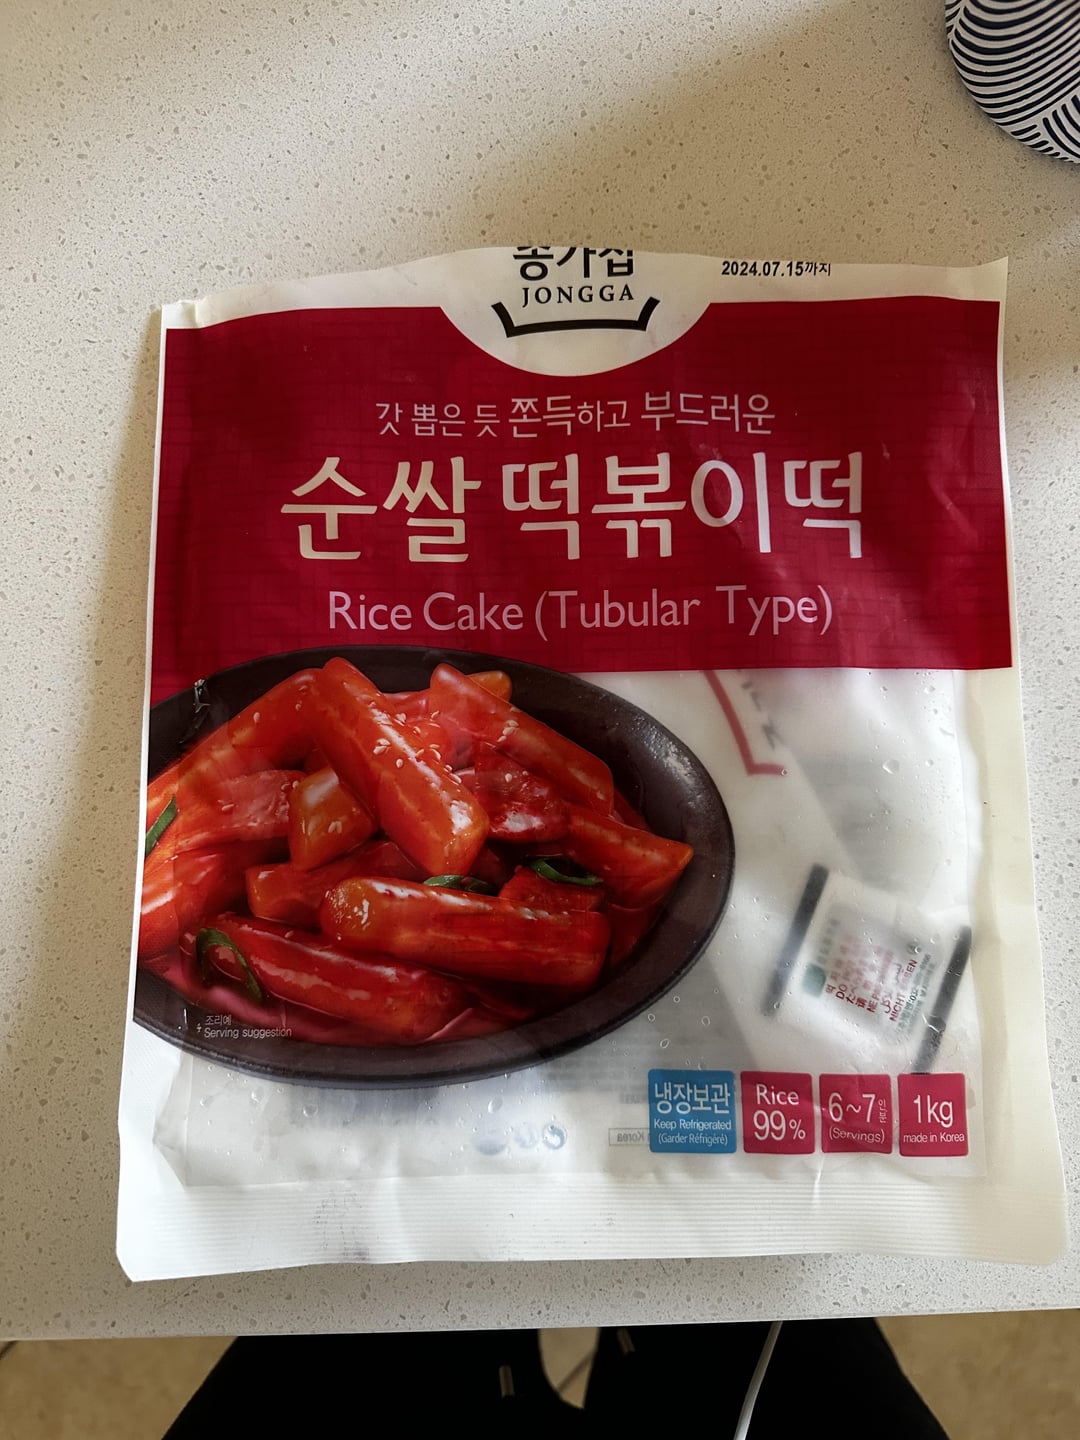 종가집
JONGGA
2024.07.15까지
갓 뽑은 듯 쫀득하고 부드러운
순쌀 떡볶이떡
Rice Cake (Tubular Type)
조리예
Serving suggestion
냉장보관
Keep Refrigerated
(Garder Réfrigéré)
Rice
99%
6~7
(Servings)
1kg
made in Korea